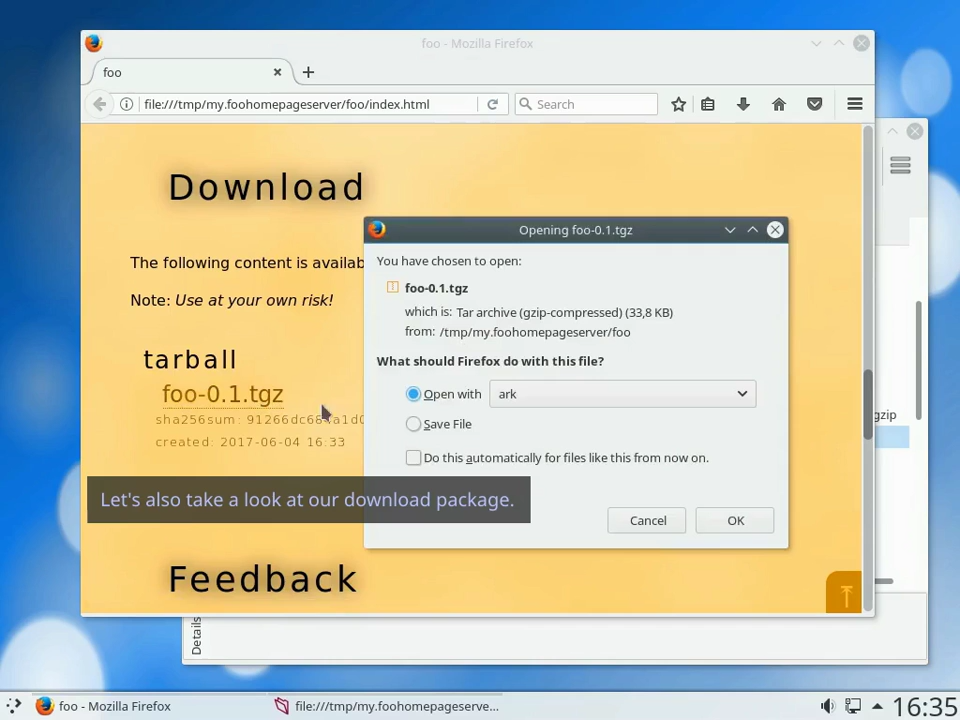 foo - Mozilla Firefox
foo
file:///tmp/my.foohomepageserver/foo/index.html
Search
Download
The following content is availab
Note: Use at your own risk!
tarball
foo-0.1.tgz
created: 2017-06-04 16:33
Opening foo-0.1.tgz
You have chosen to open:
foo-0.1.tgz
which is: Tar archive (gzip-compressed) (33,8 KB)
from: /tmp/my.foohomepageserver/foo
What should Firefox do with this file?
Open with
ark
Save File
Do this automatically for files like this from now on.
Cancel
OK
Let's also take a look at our download package.
Feedback
gzip
Details
foo - Mozilla Firefox
file:///tmp/my.foohomepageserve...
16:35